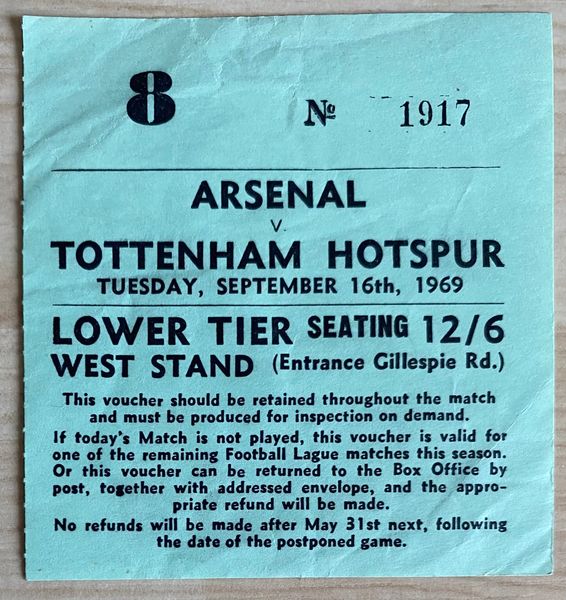 8 № 1917
ARSENAL
v.
TOTTENHAM HOTSPUR
TUESDAY, SEPTEMBER 16th, 1969
LOWER TIER SEATING 12/6
WEST STAND (Entrance Gillespie Rd.)
This voucher should be retained throughout the match
and must be produced for inspection on demand.
If today's Match is not played, this voucher is valid for
one of the remaining Football Lague matches this season.
Or this voucher can be returned to the Box Office by
post, together with addressed envelope, and the appro-
priate refund will be made.
No refunds will be made after May 31st next, following
the date of the postponed game.